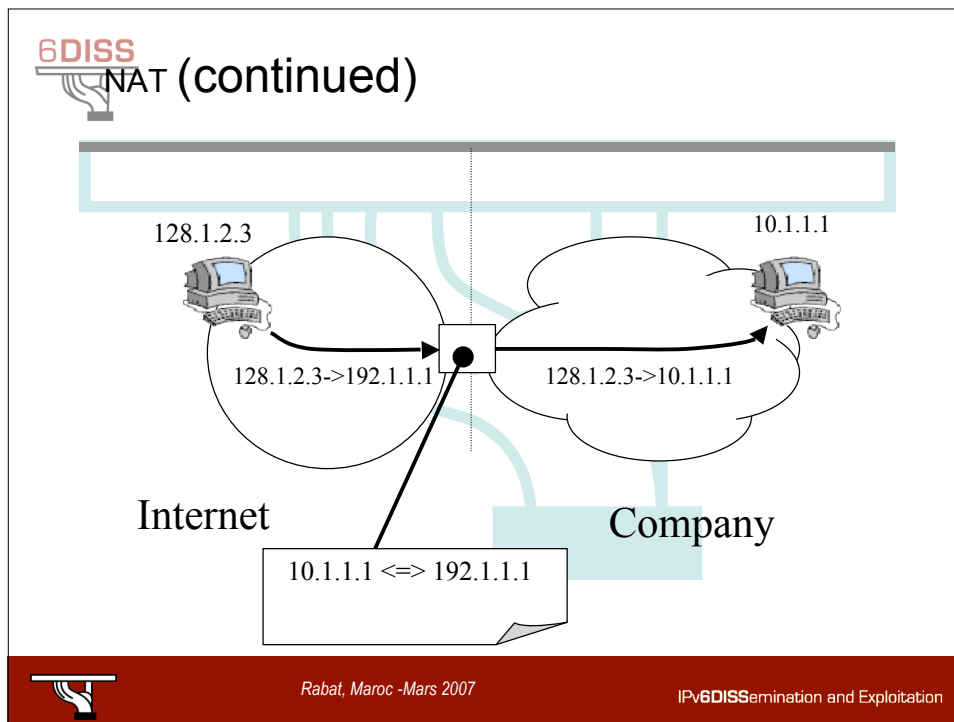 6DISS
NAT (continued)
128.1.2.3
10.1.1.1
128.1.2.3->192.1.1.1
128.1.2.3->10.1.1.1
Internet
Company
10.1.1.1 <=> 192.1.1.1
Rabat, Maroc -Mars 2007
IPv6DISSemination and Exploitation